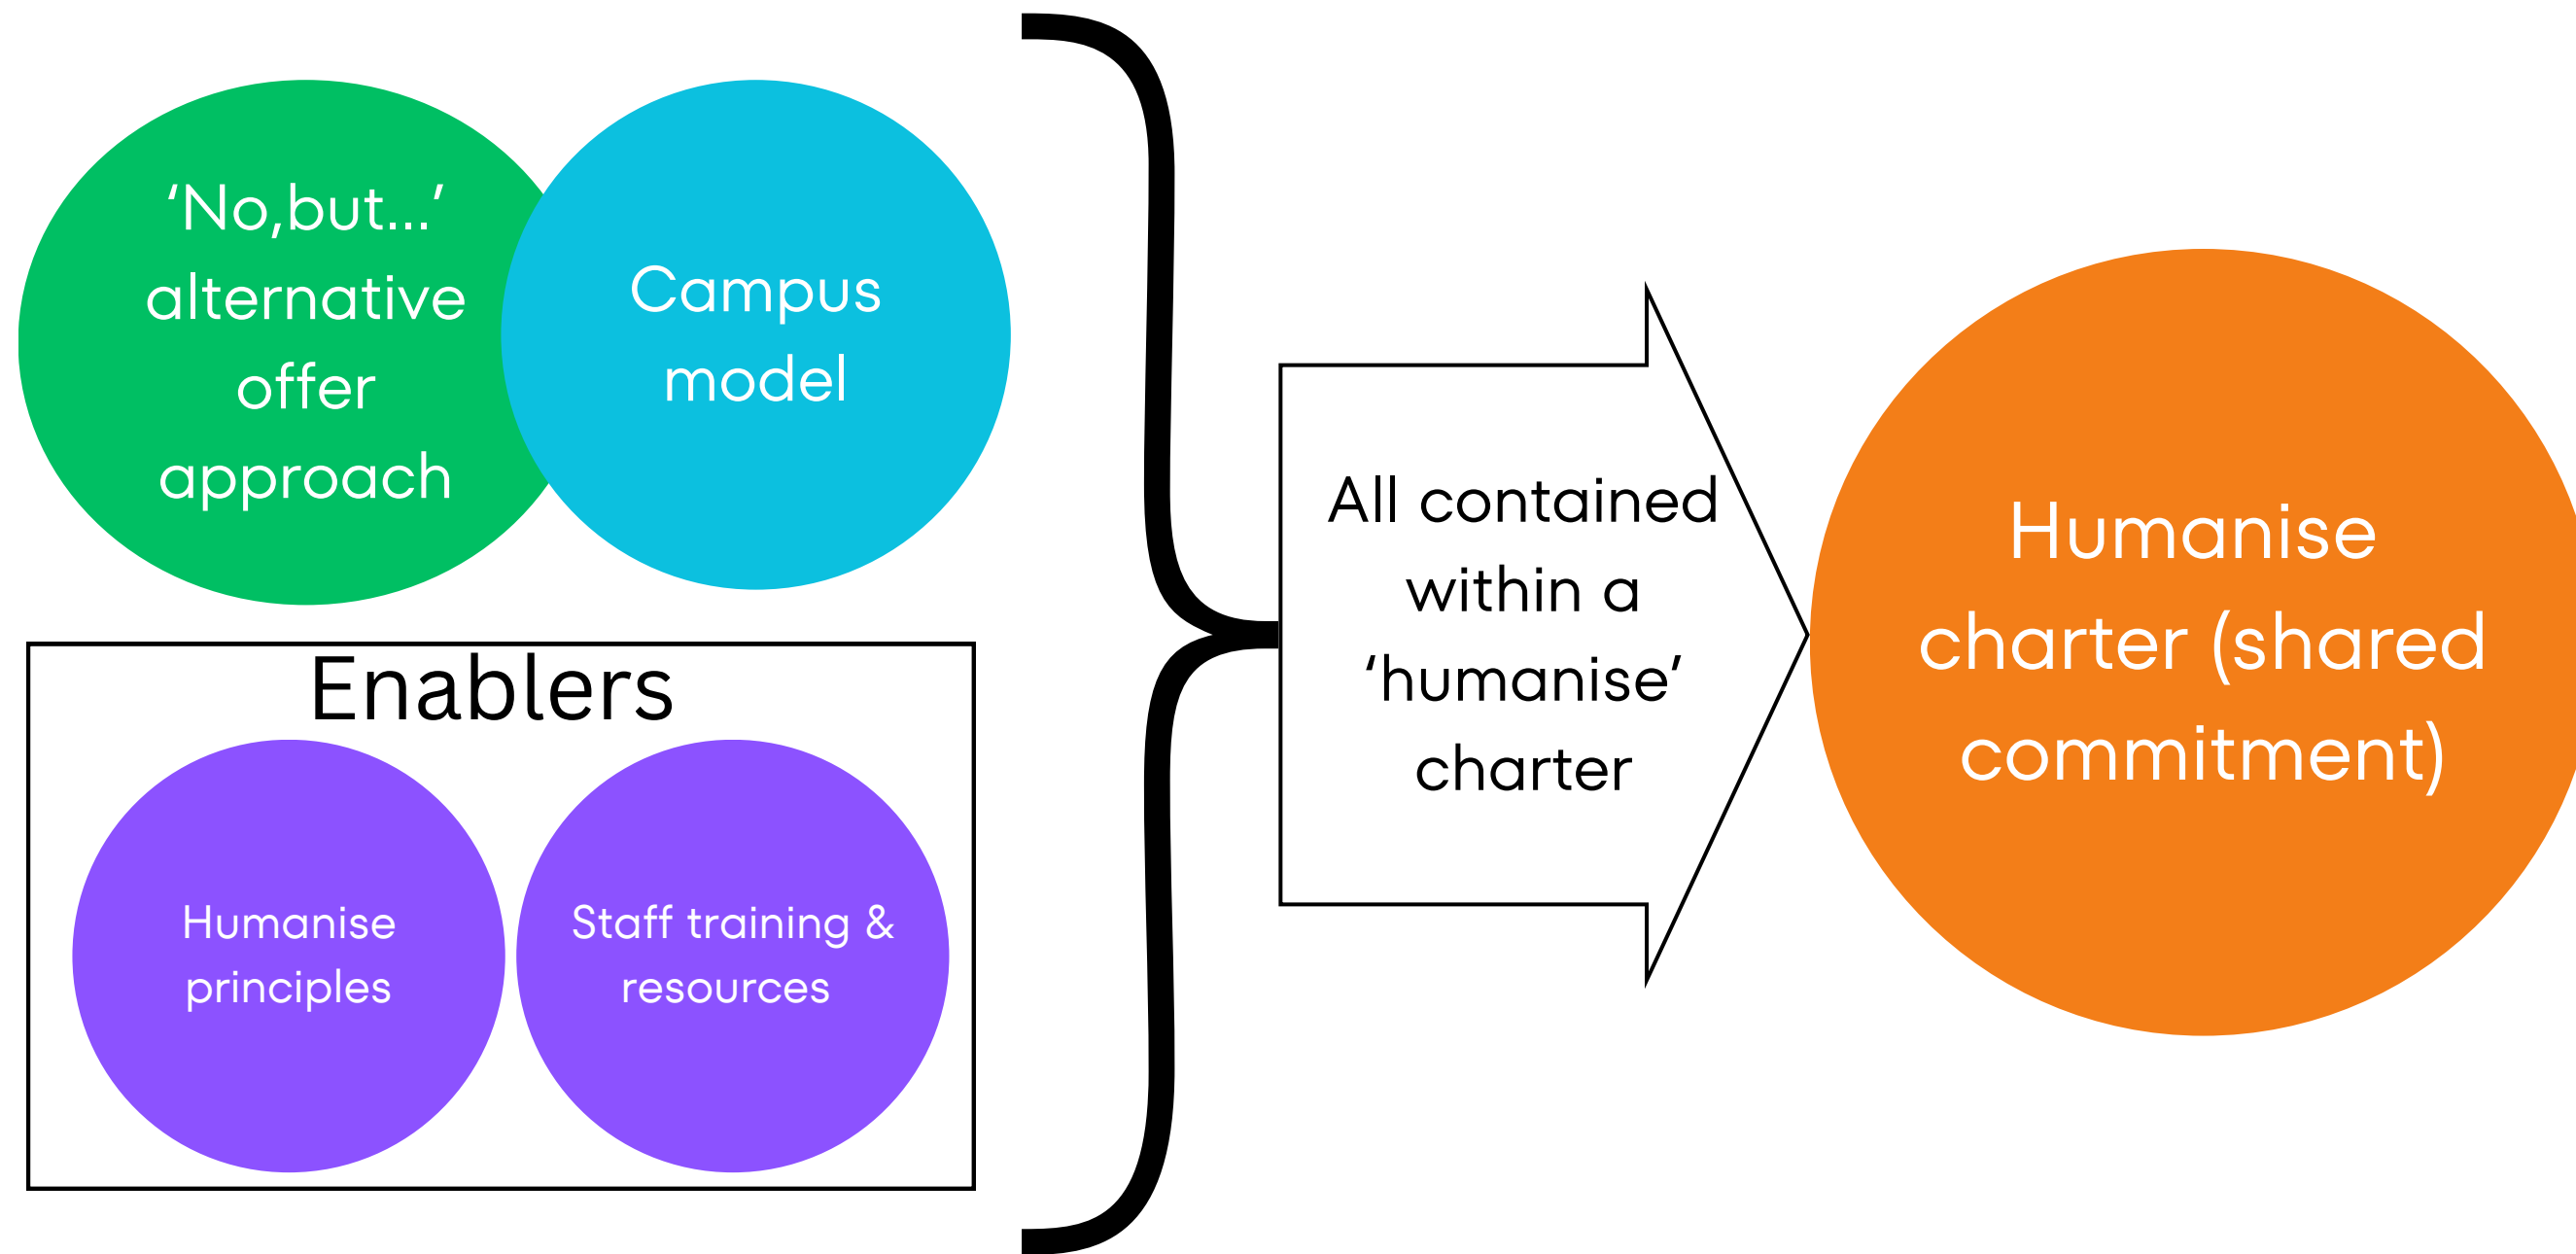 ‘No,but...’
alternative
offer
approach
Campus
model
Enablers
Humanise
principles
Staff training &
resources
All contained
within a
‘humanise’
charter
Humanise
charter (shared
commitment)